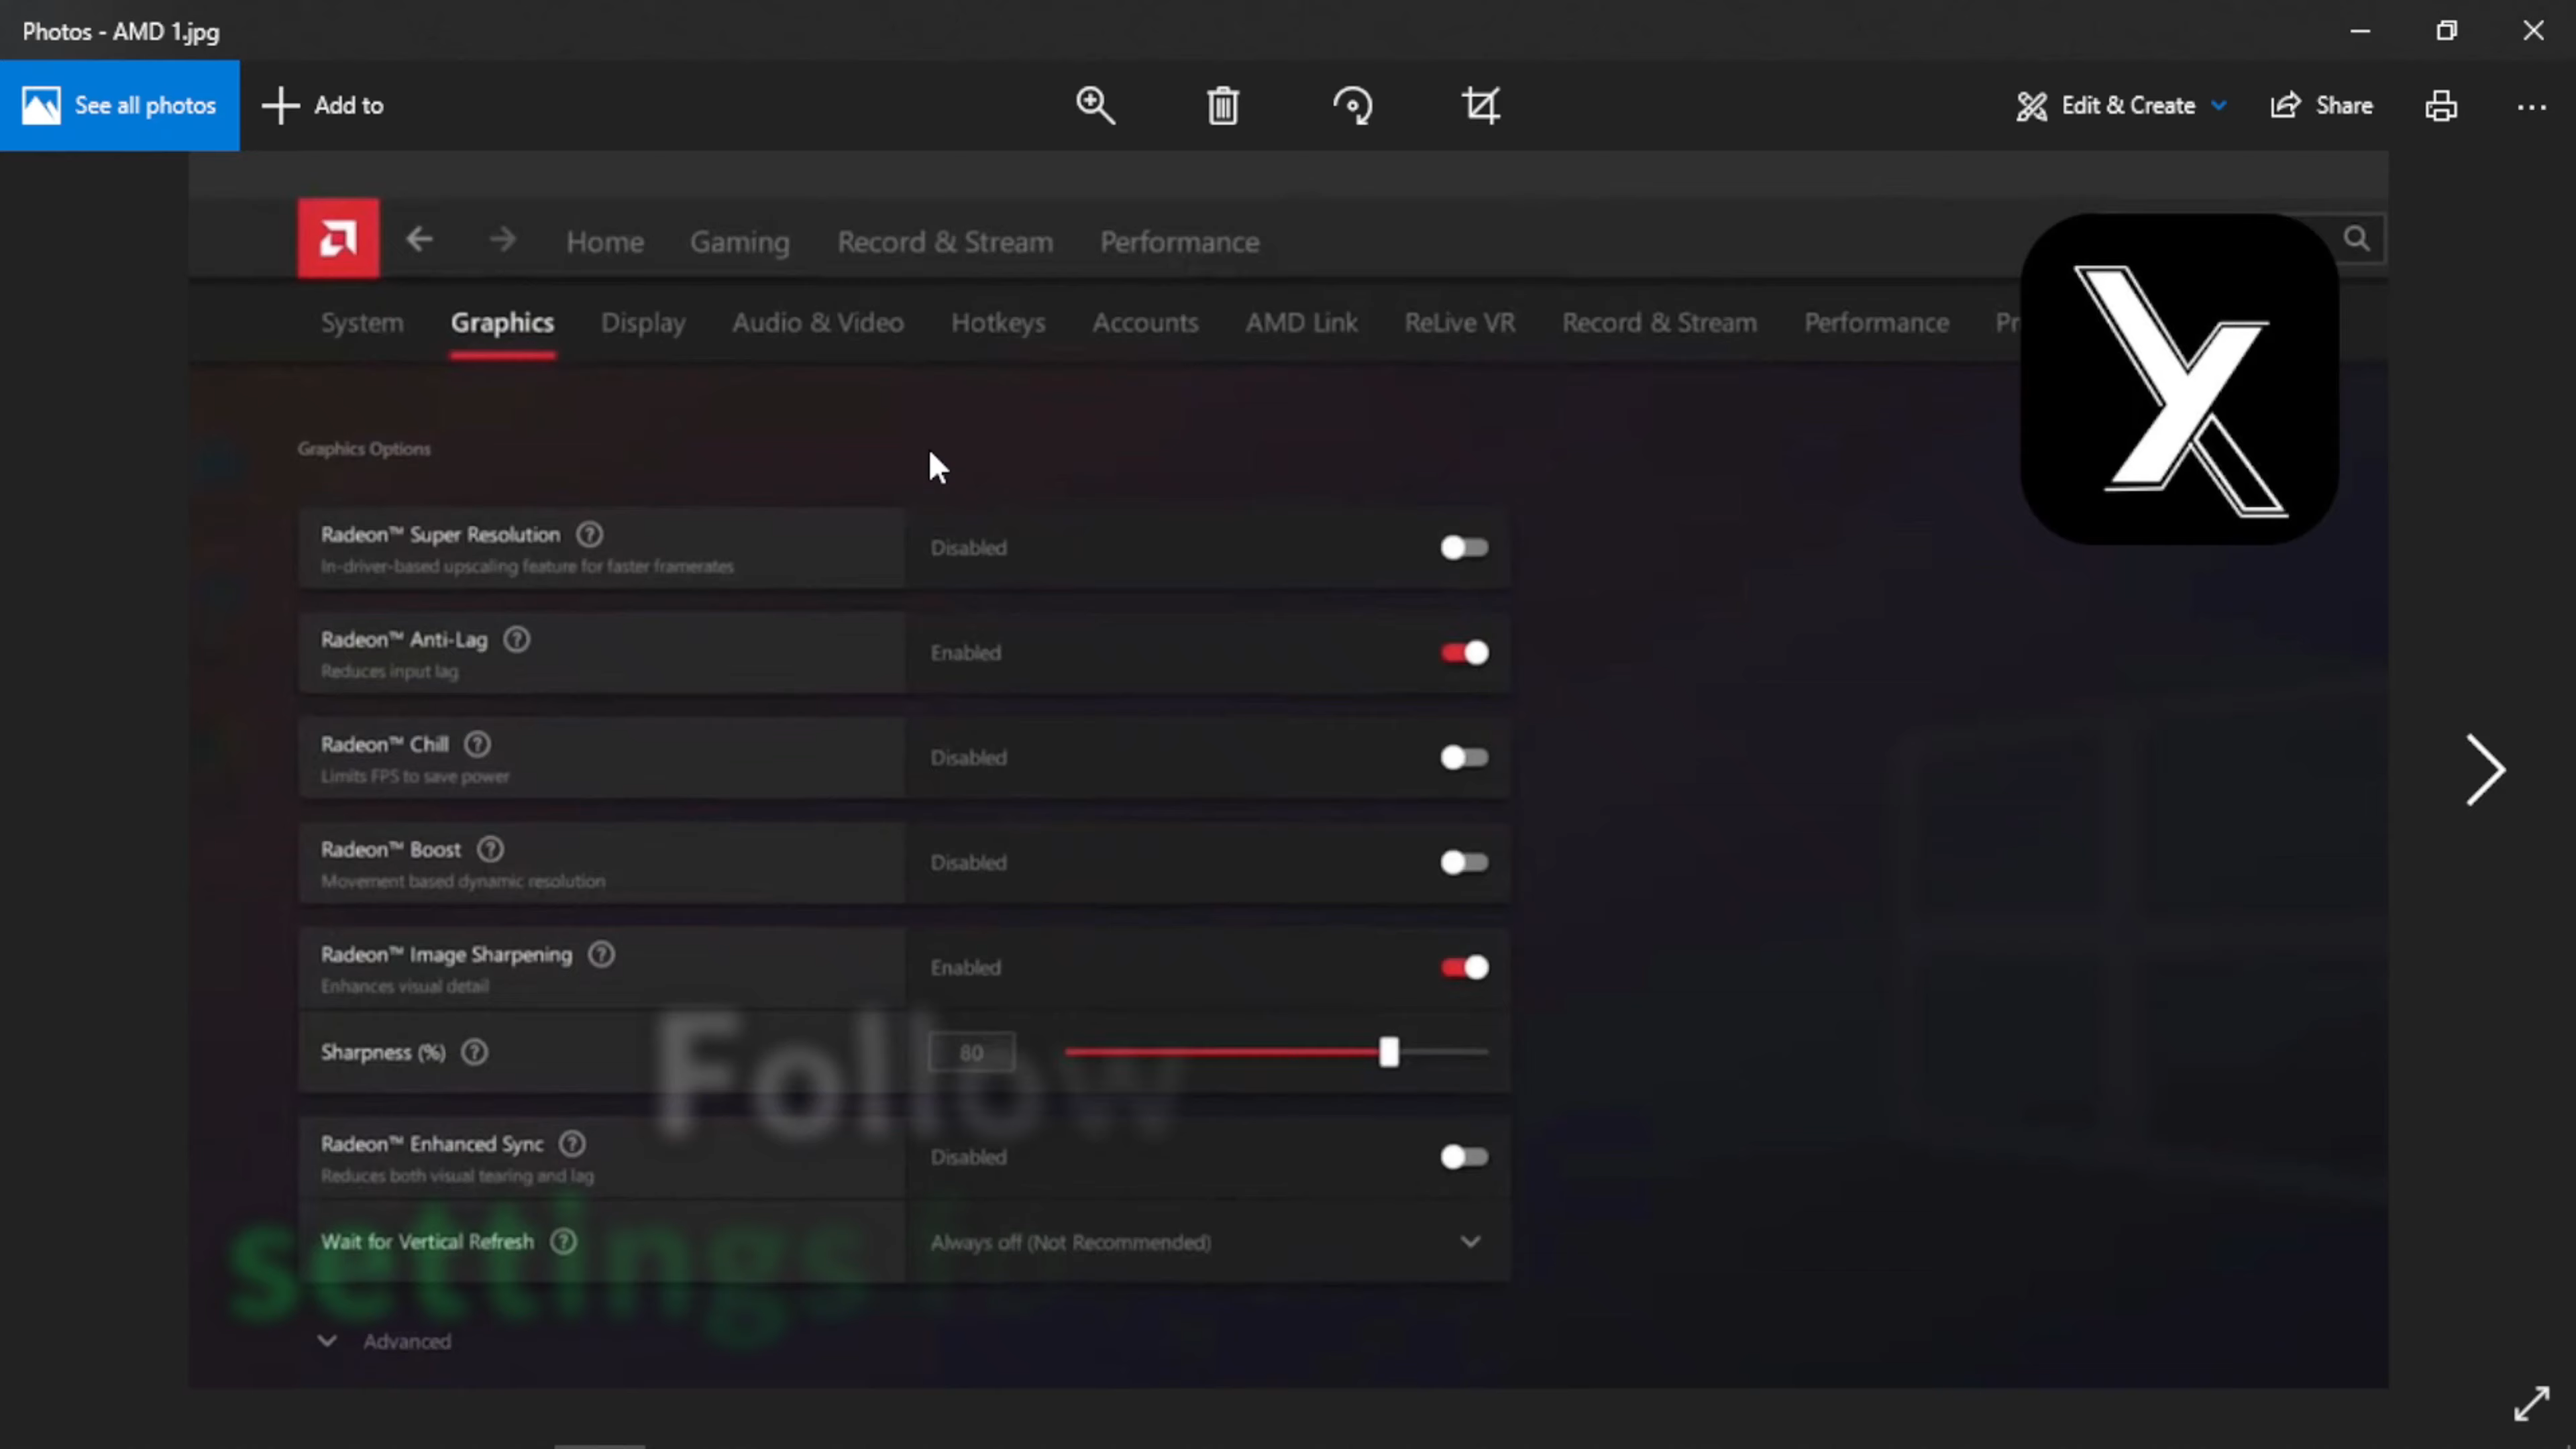 Photos - AMD 1.jpg
See all photos
Add to
Edit & Create
Share
Home Gaming Record & Stream Performance
System Graphics Display Audio & Video Hotkeys Accounts AMD Link ReLive VR Record & Stream Performance
Graphics Options
Radeon™ Super Resolution
In-driver-based upscaling feature for faster framerates
Disabled
Radeon™ Anti-Lag
Reduces input lag
Enabled
Radeon™ Chill
Limits FPS to save power
Disabled
Radeon™ Boost
Movement based dynamic resolution
Disabled
Radeon™ Image Sharpening
Enhances visual detail
Enabled
Sharpness (%)
80
Follow
Radeon™ Enhanced Sync
Reduces both visual tearing and lag
Disabled
settings
Wait for Vertical Refresh
Always off (Not Recommended)
Advanced